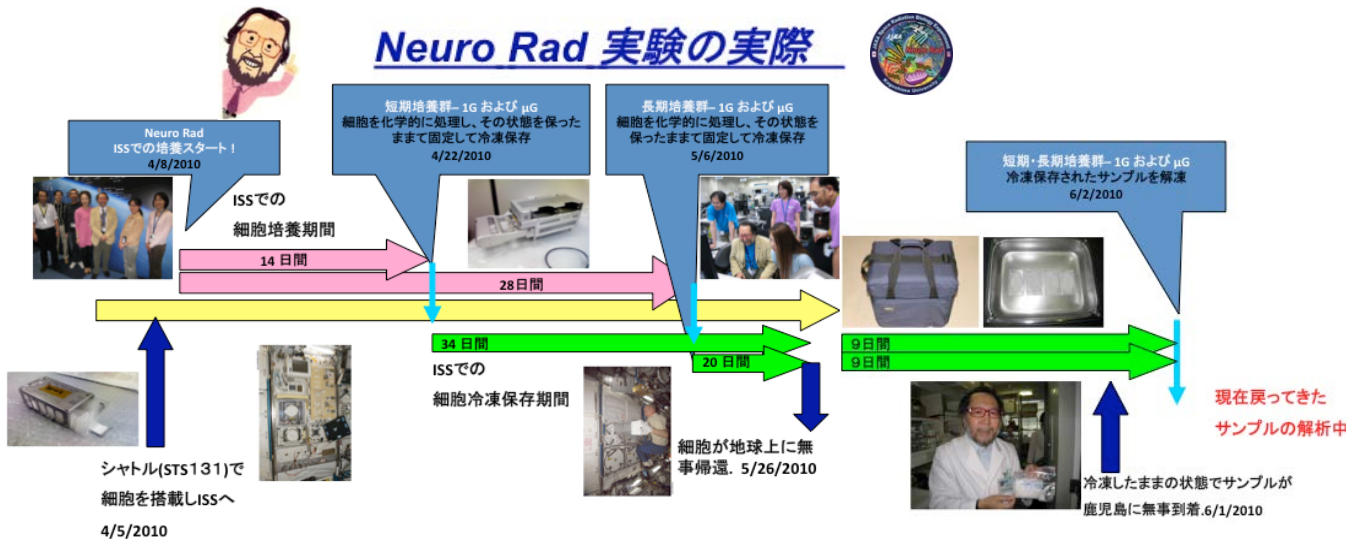 Neuro Rad 実験の実際
Neuro Rad
ISSでの培養スタート！
4/8/2010
短期培養群– 1G および μG
細胞を化学的に処理し、その状態を保った
ままて固定して冷凍保存
4/22/2010
長期培養群– 1G および μG
細胞を化学的に処理し、その状態を
保ったままて固定して冷凍保存
5/6/2010
短期・長期培養群– 1G および μG
冷凍保存されたサンプルを解凍
6/2/2010
ISSでの
細胞培養期間
14 日間
28日間
34 日間
20 日間
9日間
9日間
ISSでの
細胞冷凍保存期間
シャトル(STS131)で
細胞を搭載しISSへ
4/5/2010
細胞が地球上に無
事帰還. 5/26/2010
現在戻ってきた
サンプルの解析中
冷凍したままの状態でサンプルが
鹿児島に無事到着.6/1/2010